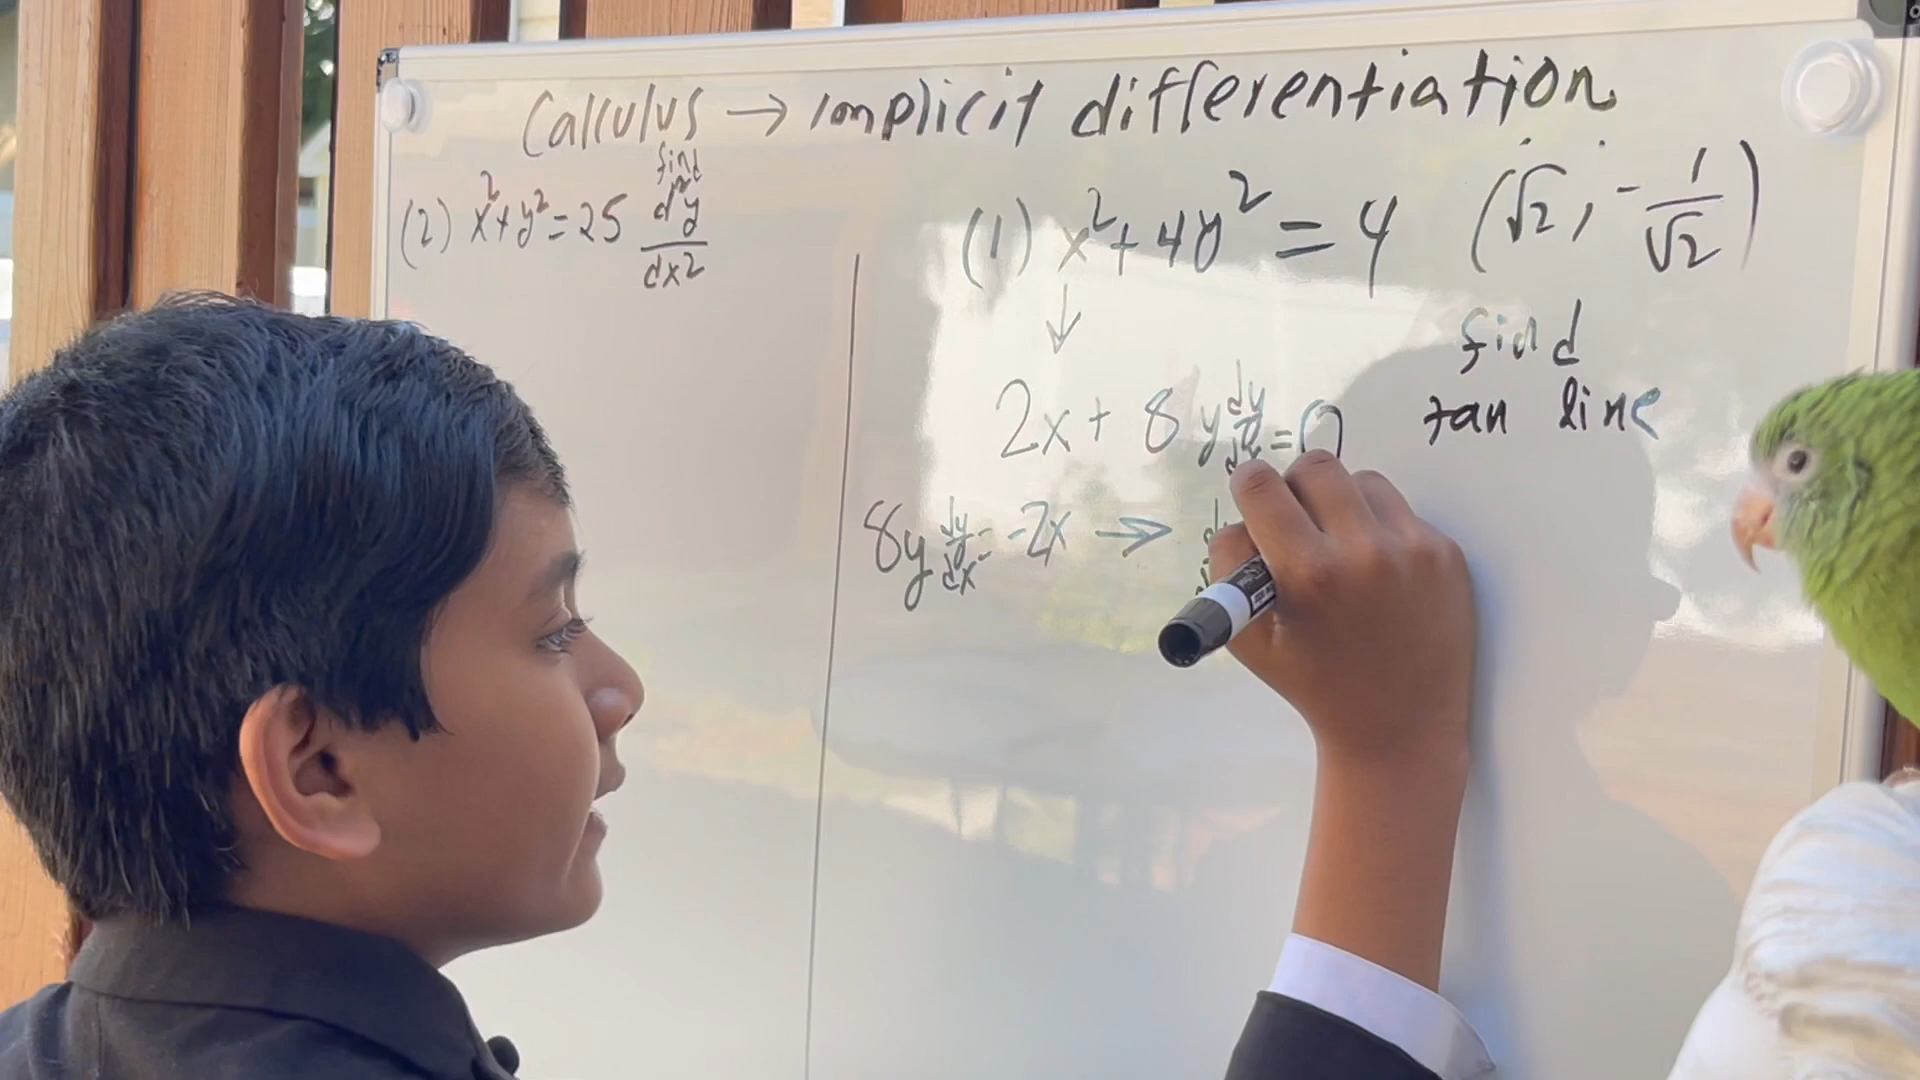 Calculus → implicit differentiation
(2) x²+y²=25 find d²y/dx2
(1) x²+4y²=4 (√2, -1/√2)
find
tan line
2x+8y dy/dx=0
8y dy/dx=-2x →